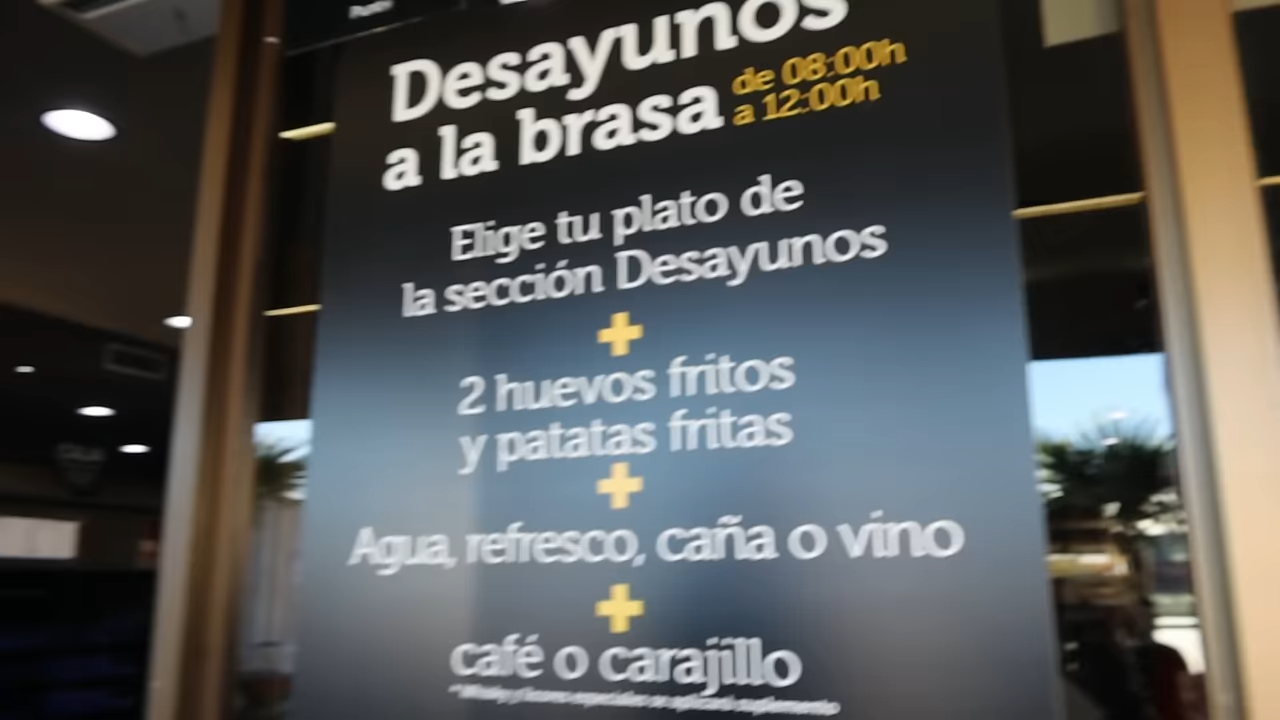 Desayunos
a la brasa
de 08:00h
a 12:00h
Elige tu plato de
la sección Desayunos
+
2 huevos fritos
y patatas fritas
+
Agua, refresco, caña o vino
+
café o carajillo
suplemento